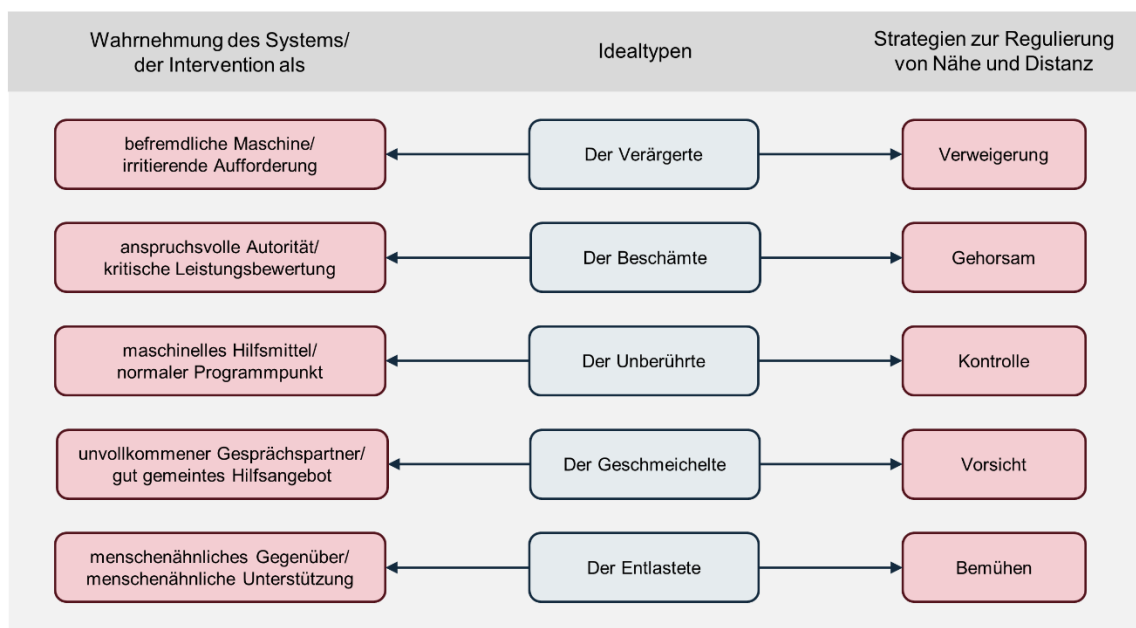 Wahrnehmung des Systems/
der Intervention als
Idealtypen
Strategien zur Regulierung
von Nähe und Distanz
befremdliche Maschine/
irritierende Aufforderung
Der Verärgerte
Verweigerung
anspruchsvolle Autorität/
kritische Leistungsbewertung
Der Beschämte
Gehorsam
maschinelles Hilfsmittel/
normaler Programmpunkt
Der Unberührte
Kontrolle
unvollkommener Gesprächspartner/
gut gemeintes Hilfsangebot
Der Geschmeichelte
Vorsicht
menschenähnliches Gegenüber/
menschenähnliche Unterstützung
Der Entlastete
Bemühen